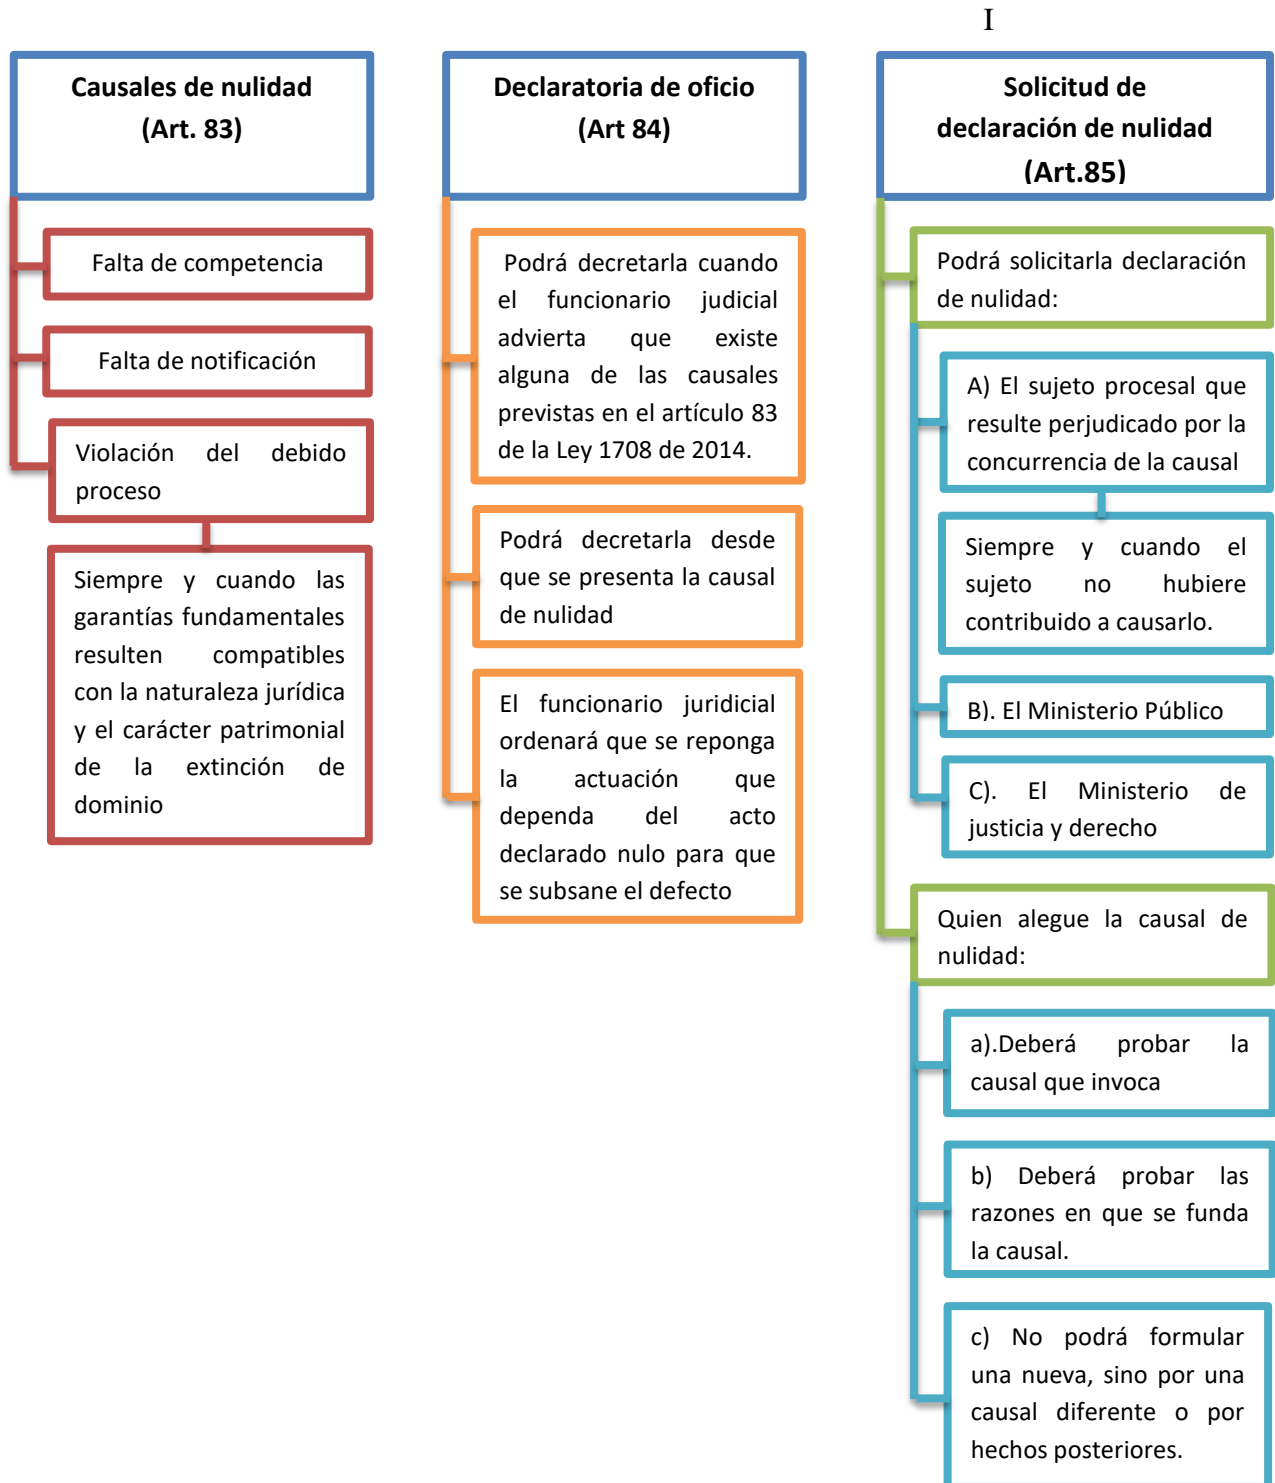 I
Causales de nulidad
(Art. 83)
Falta de competencia
Falta de notificación
Violación del debido
proceso
Siempre y cuando las
garantías fundamentales
resulten compatibles
con la naturaleza jurídica
y el carácter patrimonial
de la extinción de
dominio
Declaratoria de oficio
(Art 84)
Podrá decretarla cuando
el funcionario judicial
advierta que existe
alguna de las causales
previstas en el artículo 83
de la Ley 1708 de 2014.
Podrá decretarla desde
que se presenta la causal
de nulidad
El funcionario juridicial
ordenará que se reponga
la actuación que
dependa del acto
declarado nulo para que
se subsane el defecto
Solicitud de
declaración de nulidad
(Art.85)
Podrá solicitarla declaración
de nulidad:
A) El sujeto procesal que
resulte perjudicado por la
concurrencia de la causal
Siempre y cuando el
sujeto no hubiere
contribuido a causarlo.
B). El Ministerio Público
C). El Ministerio de
justicia y derecho
Quien alegue la causal de
nulidad:
a).Deberá probar la
causal que invoca
b) Deberá probar las
razones en que se funda
la causal.
c) No podrá formular
una nueva, sino por una
causal diferente o por
hechos posteriores.